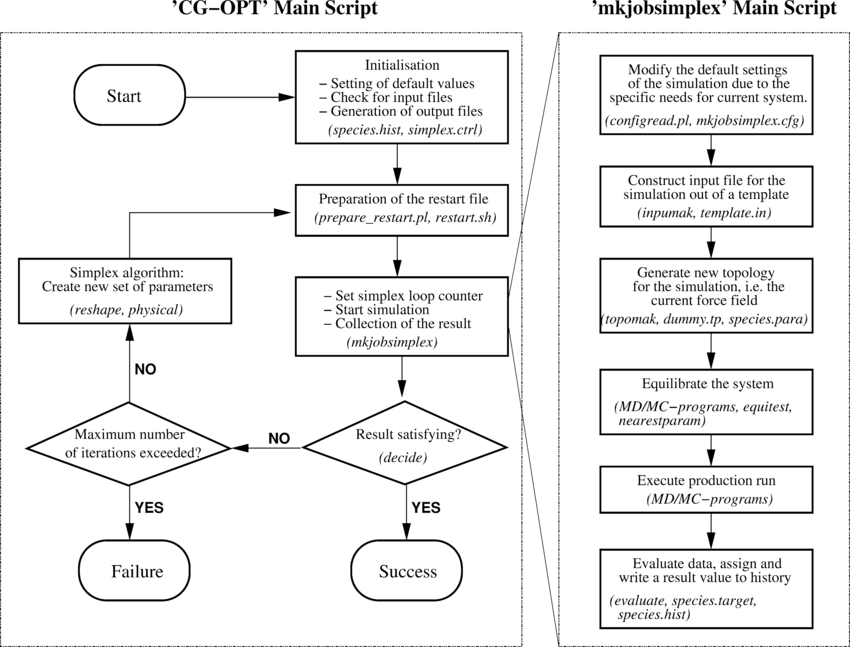 'CG−OPT' Main Script
Start
Initialisation
− Setting of default values
− Check for input files
− Generation of output files
(species.hist, simplex.ctrl)
Preparation of the restart file
(prepare_restart.pl, restart.sh)
Simplex algorithm:
Create new set of parameters
(reshape, physical)
− Set simplex loop counter
− Start simulation
− Collection of the result
(mkjobsimplex)
NO
Maximum number
of iterations exceeded?
NO
Result satisfying?
(decide)
YES
YES
Failure
Success
'mkjobsimplex' Main Script
Modify the default settings
of the simulation due to the
specific needs for current system.
(configread.pl, mkjobsimplex.cfg)
Construct input file for the
simulation out of a template
(inpumak, template.in)
Generate new topology
for the simulation, i.e. the
current force field
(topomak, dummy.tp, species.para)
Equilibrate the system
(MD/MC−programs, equitest,
nearestparam)
Execute production run
(MD/MC−programs)
Evaluate data, assign and
write a result value to history
(evaluate, species.target,
species.hist)